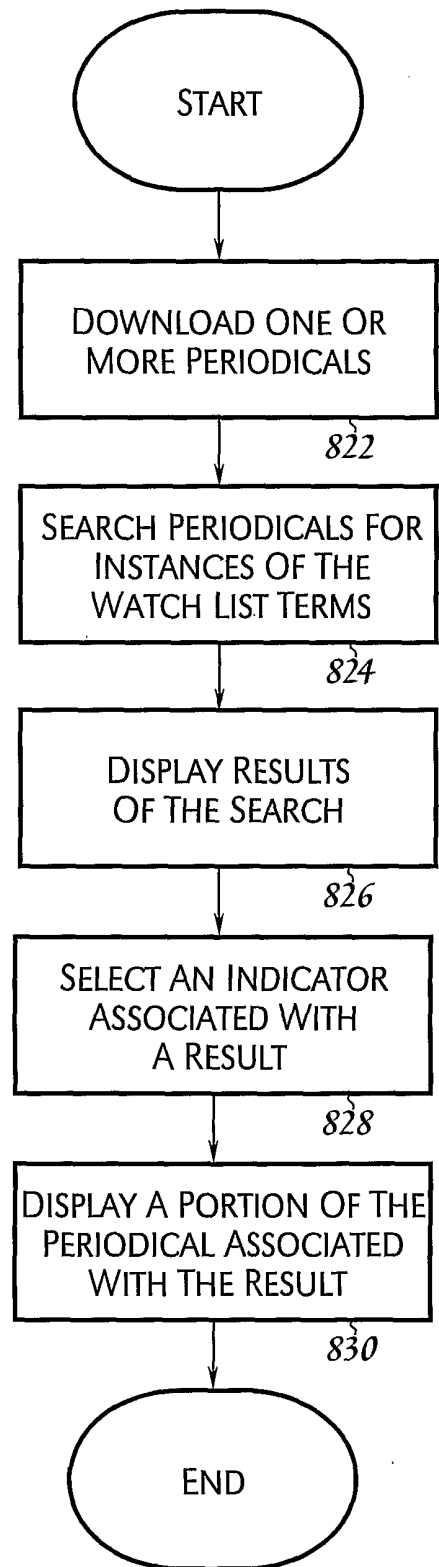 START
DOWNLOAD ONE OR
MORE PERIODICALS
822
SEARCH PERIODICALS FOR
INSTANCES OF THE
WATCH LIST TERMS
824
DISPLAY RESULTS
OF THE SEARCH
826
SELECT AN INDICATOR
ASSOCIATED WITH
A RESULT
828
DISPLAY A PORTION OF THE
PERIODICAL ASSOCIATED
WITH THE RESULT
830
END